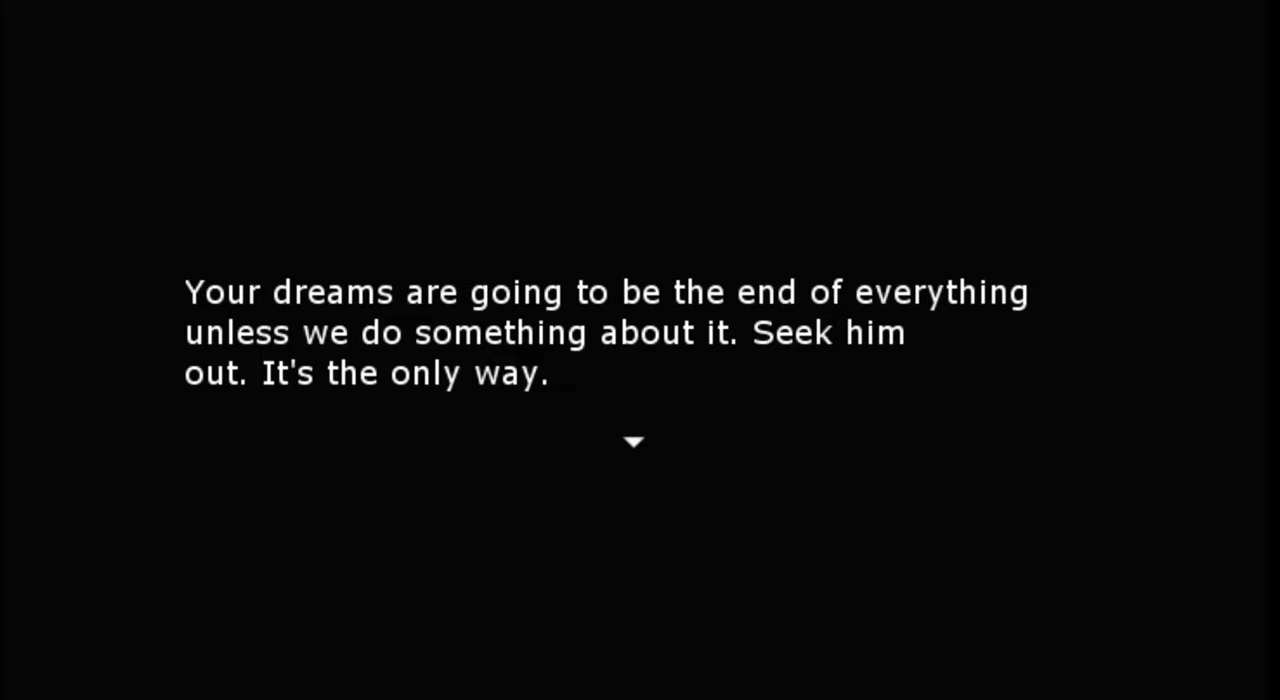 Your dreams are going to be the end of everything
unless we do something about it. Seek him
out. It's the only way.